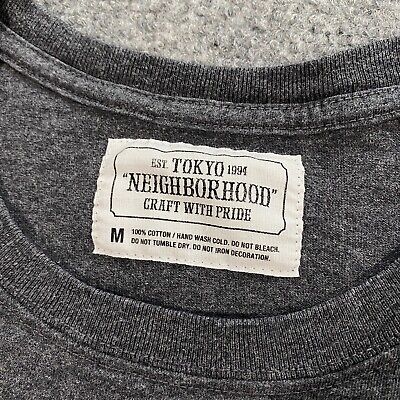 EST. TOKYO 1994
"NEIGHBORHOOD"
CRAFT WITH PRIDE
M 100% COTTON / HAND WASH COLD. DO NOT BLEACH.
DO NOT TUMBLE DRY. DO NOT IRON DECORATION.